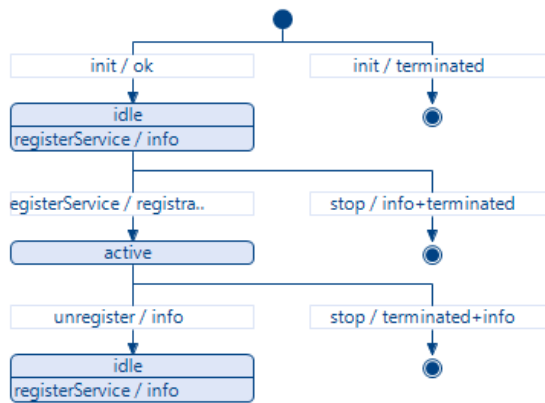 init / ok
init / terminated
idle
registerService / info
egisterService / registra..
stop / info+terminated
active
unregister / info
stop / terminated+info
idle
registerService / info